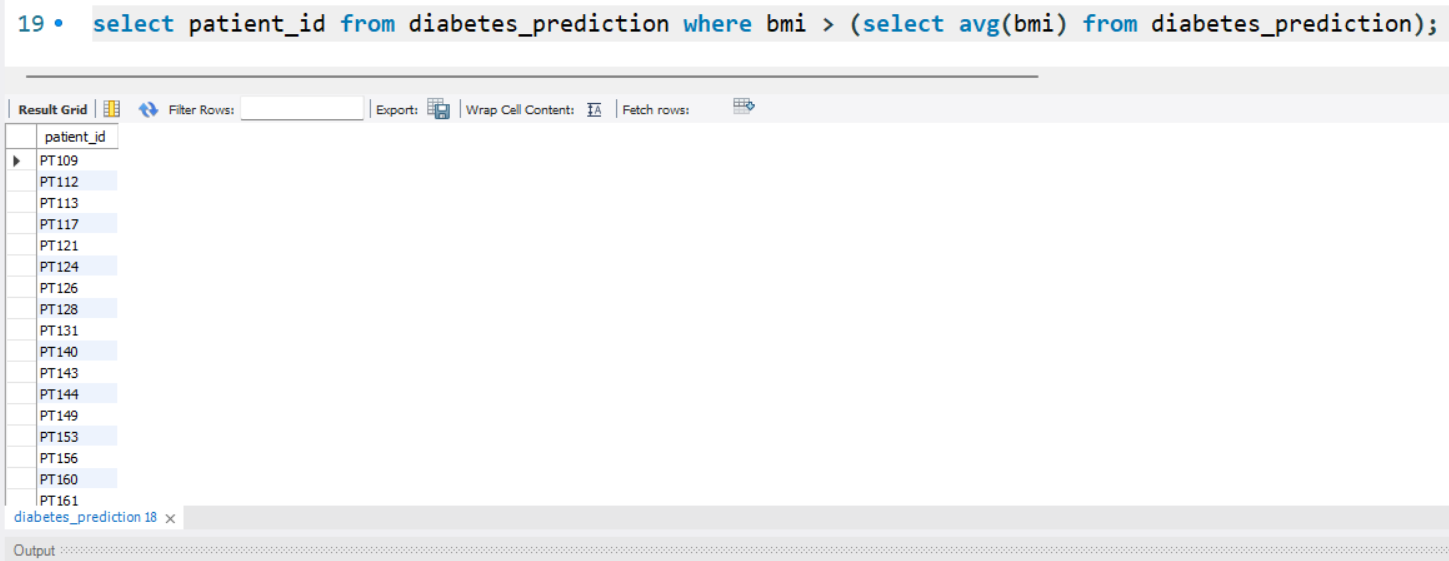 19 select patient_id from diabetes_prediction where bmi > (select avg(bmi) from diabetes_prediction);
Result Grid Filter Rows: Export: Wrap Cell Content: IA Fetch rows:
patient_id
PT109
PT112
PT113
PT117
PT121
PT124
PT126
PT128
PT131
PT140
PT143
PT144
PT149
PT153
PT156
PT160
PT161
diabetes_prediction 18 ×
Output